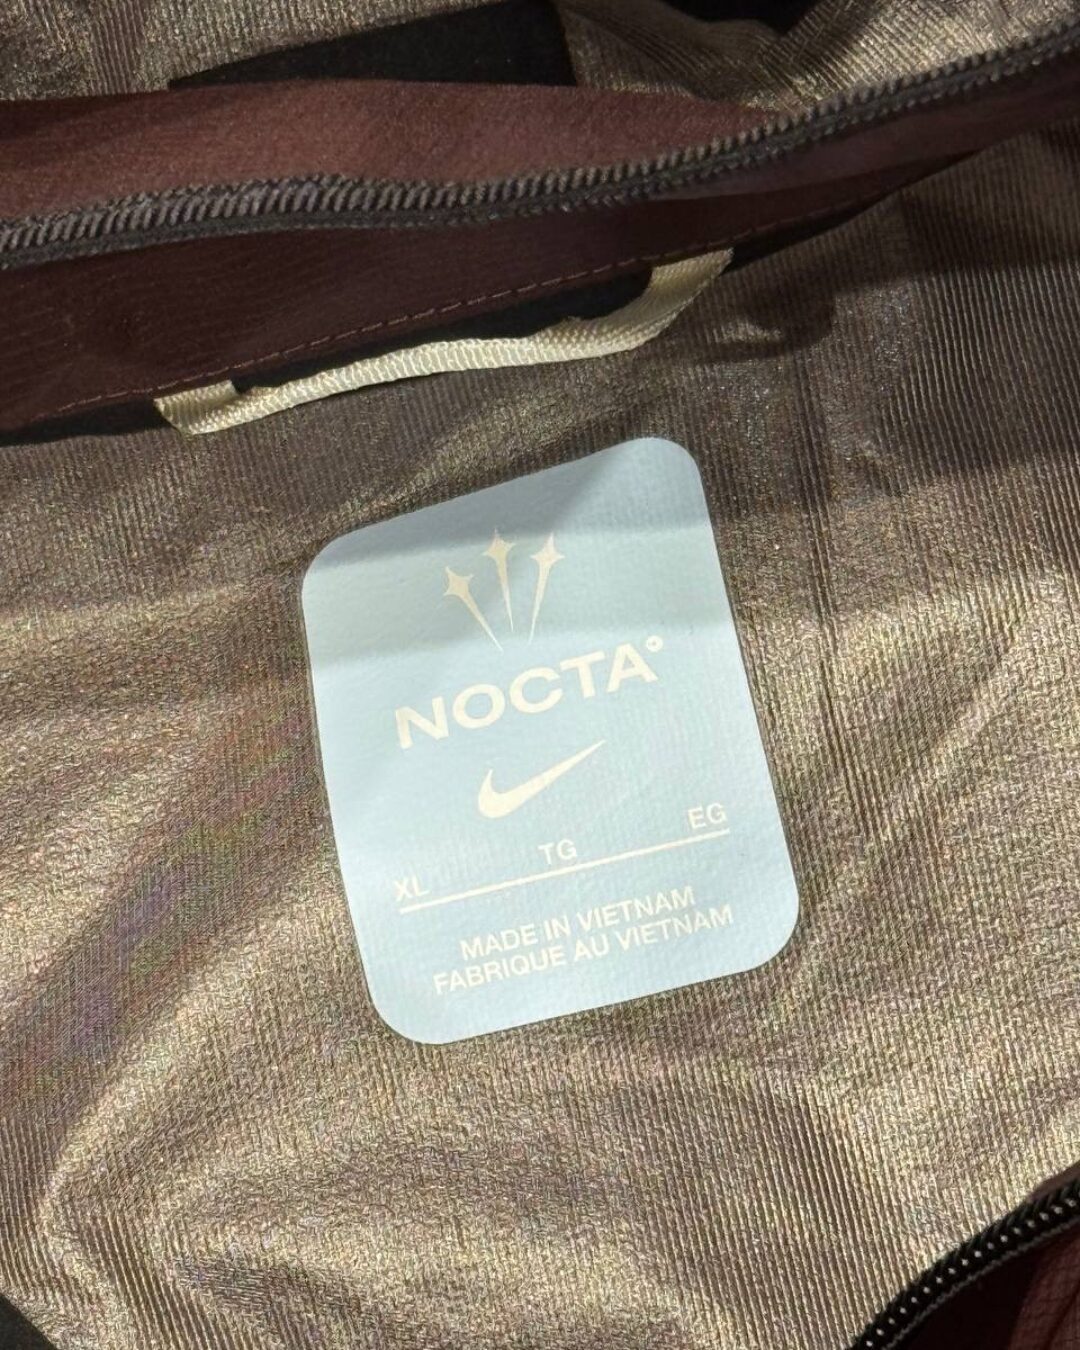 NOCTA
XL TG EG
MADE IN VIETNAM
FABRIQUE AU VIETNAM